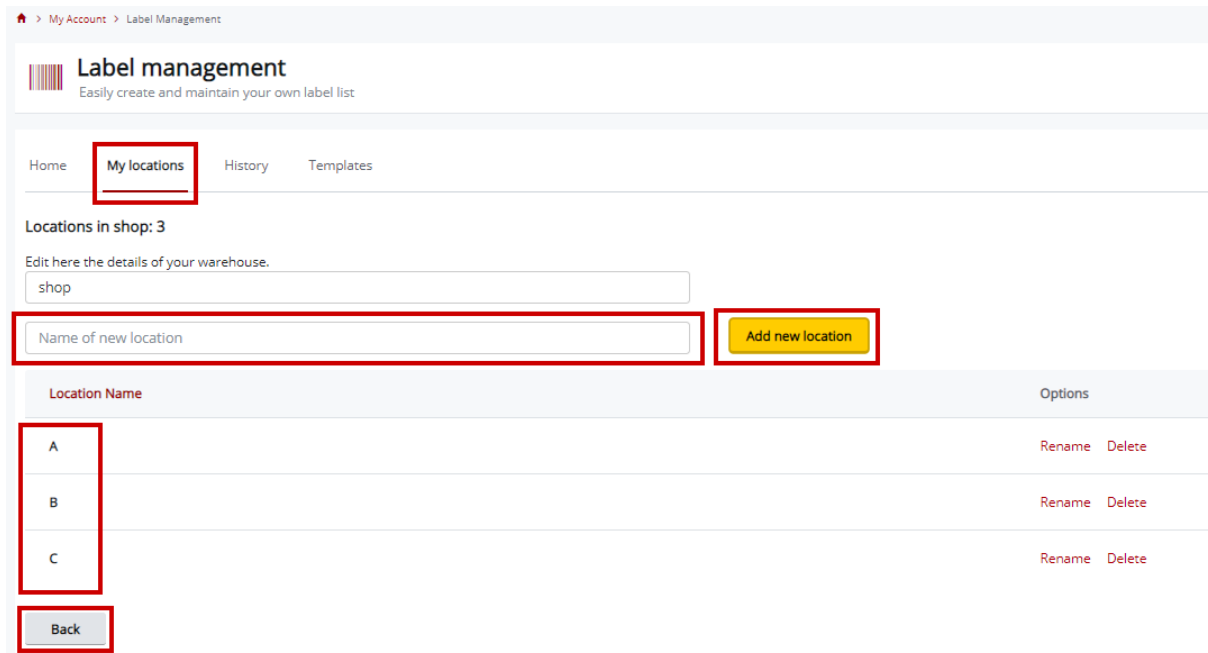 > My Account > Label Management
Label management
Easily create and maintain your own label list
Home My locations History Templates
Locations in shop: 3
Edit here the details of your warehouse.
shop
Name of new location Add new location
Location Name Options
A Rename Delete
B Rename Delete
C Rename Delete
Back